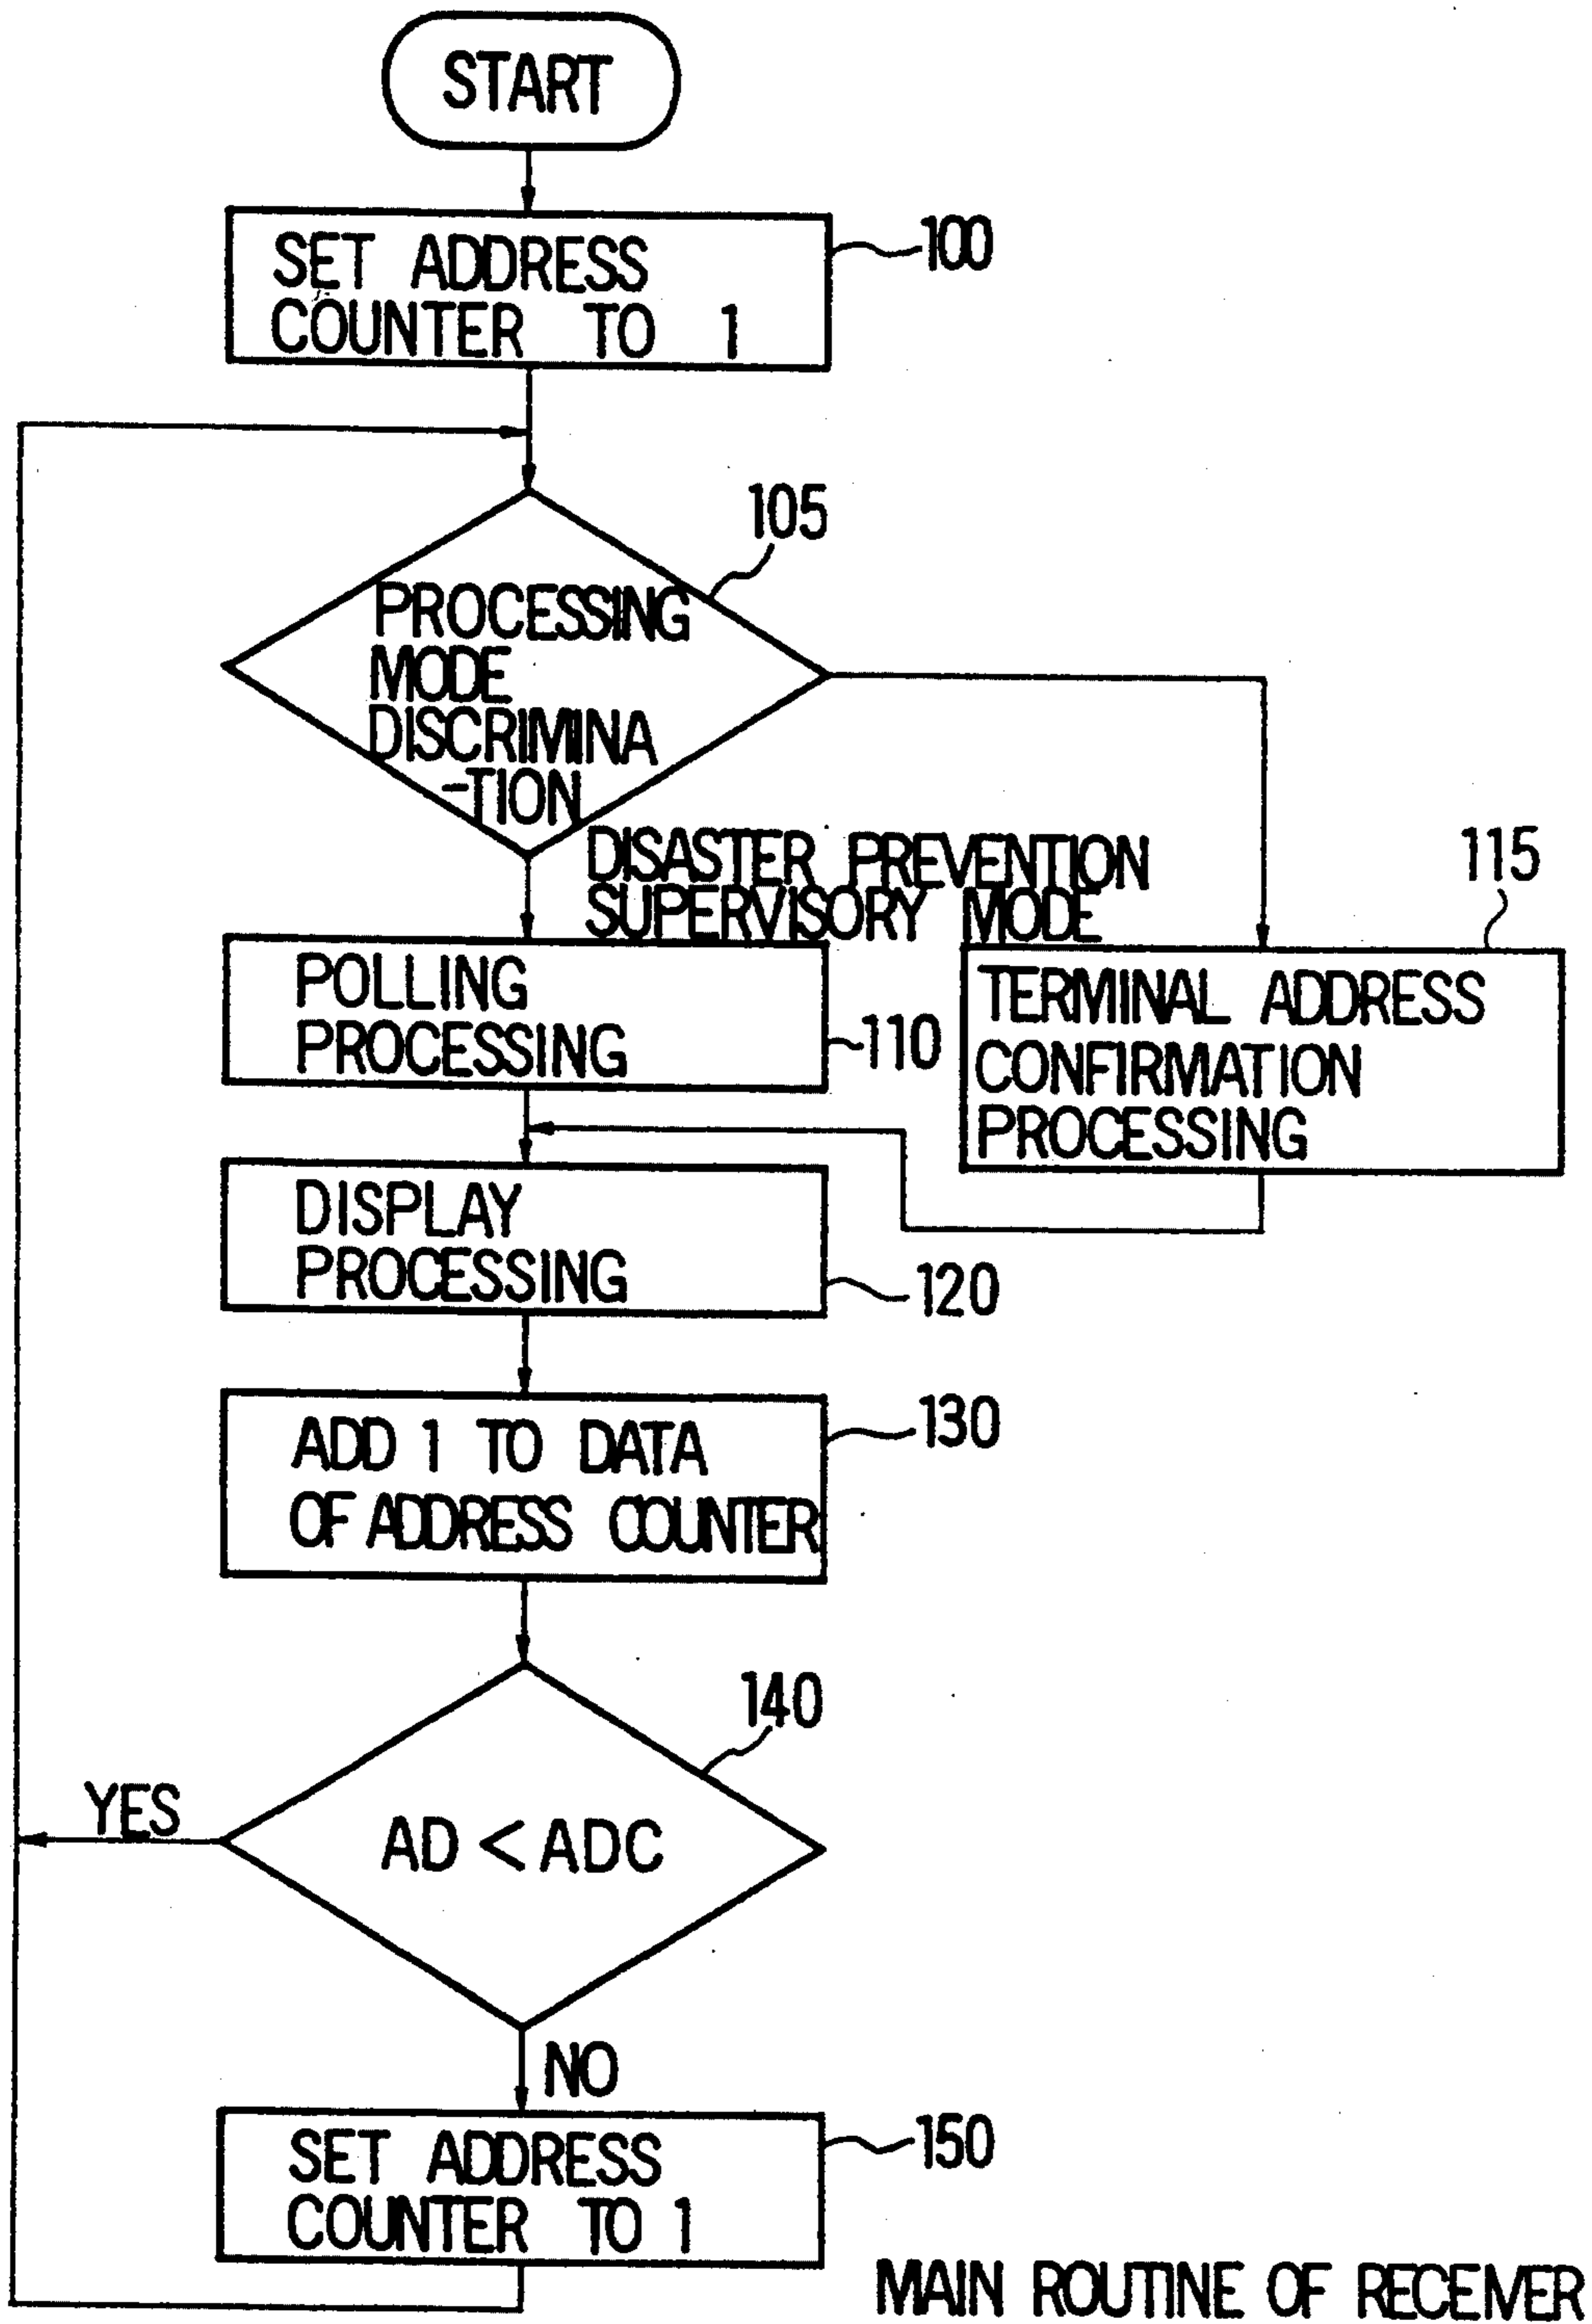 START
SET ADDRESS
COUNTER TO 1
100
105
PROCESSING
MODE
DISCRIMINA
-TION
DISASTER PREVENTION
SUPERVISORY MODE
115
POLLING
PROCESSING
110
TERMINAL ADDRESS
CONFIRMATION
PROCESSING
DISPLAY
PROCESSING
120
ADD 1 TO DATA
OF ADDRESS COUNTER
130
140
YES
AD < ADC
NO
SET ADDRESS
COUNTER TO 1
150
MAIN ROUTINE OF RECEIVER